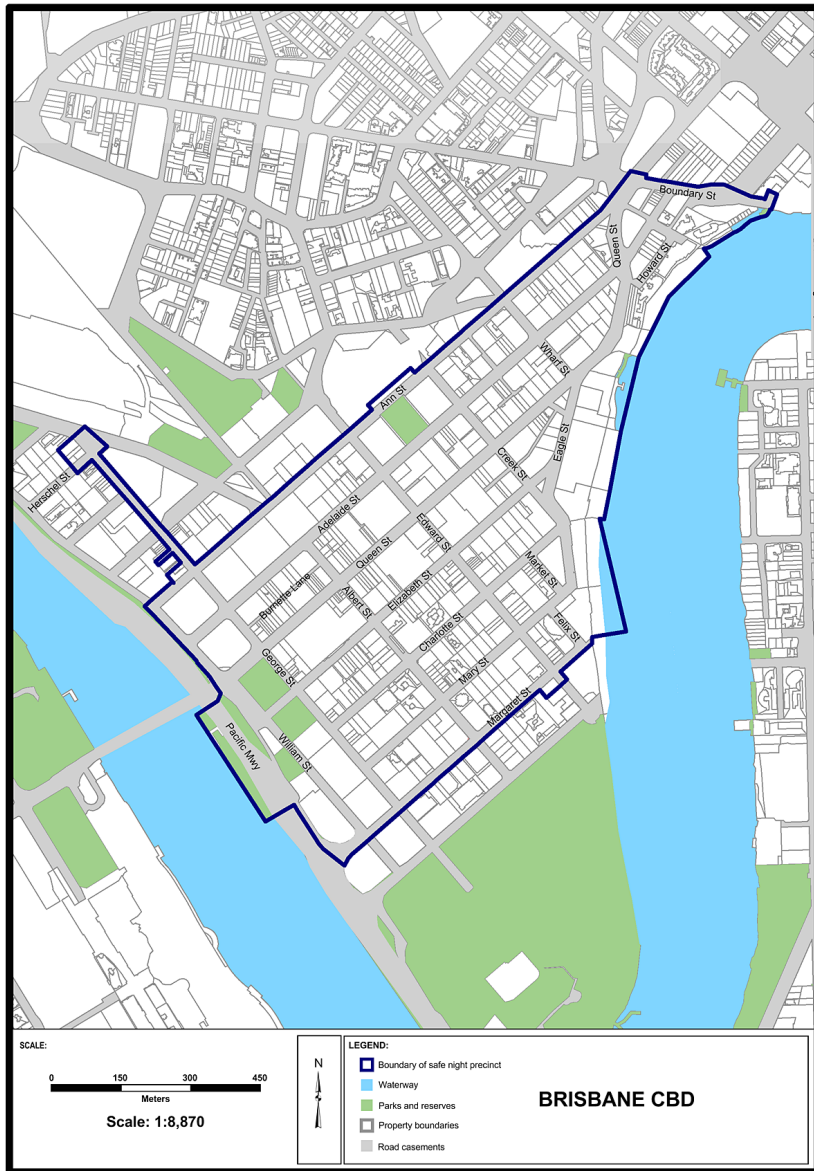 Boundary St
Queen St
Howard St
Wharf St
Ann St
Eagle St
Creek St
Herschel St
Adelaide St
Edward St
Queen St
Market St
Burnette Lane
Albert St
Elizabeth St
Charlotte St
Felix St
George St
Mary St
Margaret St
Pacific Mwy
William St
SCALE:
0 150 300 450
Meters
Scale: 1:8,870
N
LEGEND:
Boundary of safe night precinct
Waterway
Parks and reserves
Property boundaries
Road casements
BRISBANE CBD